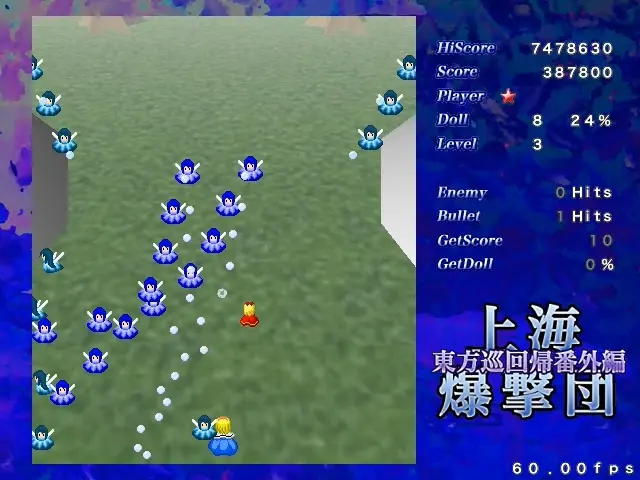 HiScore 7478630
Score 387800
Player
Doll 8 24%
Level 3
Enemy 0 Hits
Bullet 1 Hits
GetScore 10
GetDoll 0 %
上海
東方巡回帰番外編
爆撃団
60.00fps